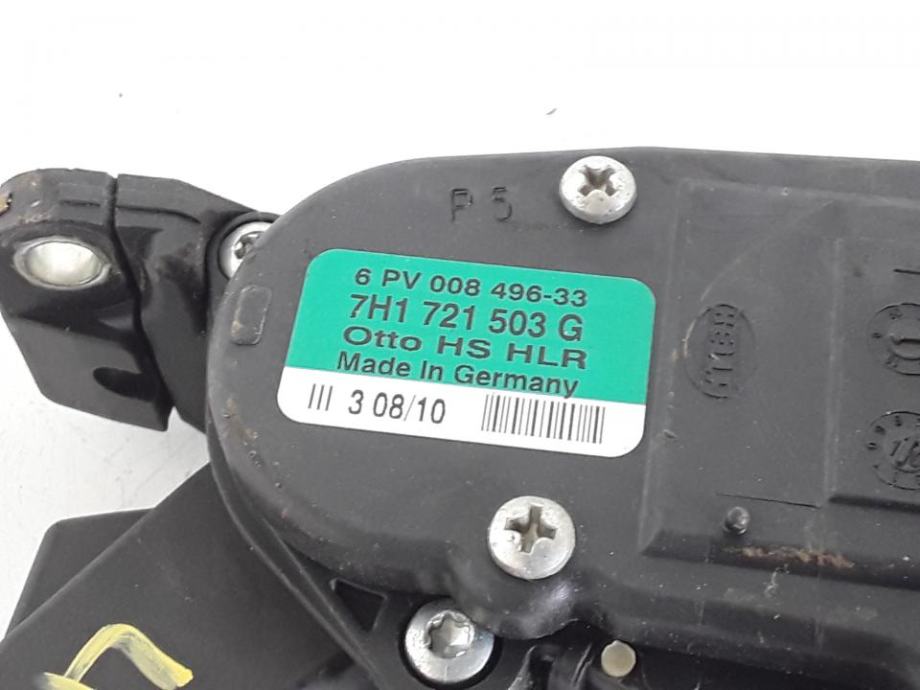 P 5
6 PV 008 496-33
7H1 721 503 G
Otto HS HLR
Made In Germany
III 3 08/10
HELLA